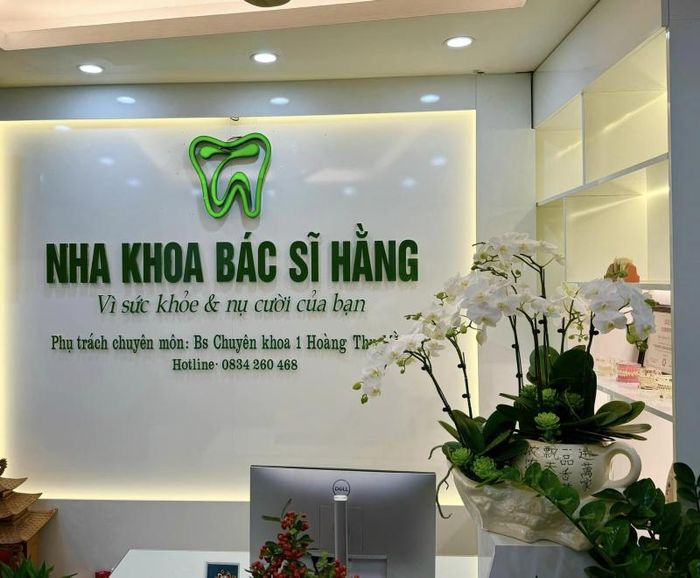 NHA KHOA BÁC SĨ HẰNG
Vì sức khỏe & nụ cười của bạn
Phụ trách chuyên môn: Bs Chuyên khoa 1 Hoàng
Hotline: 0834 260 468
DELL